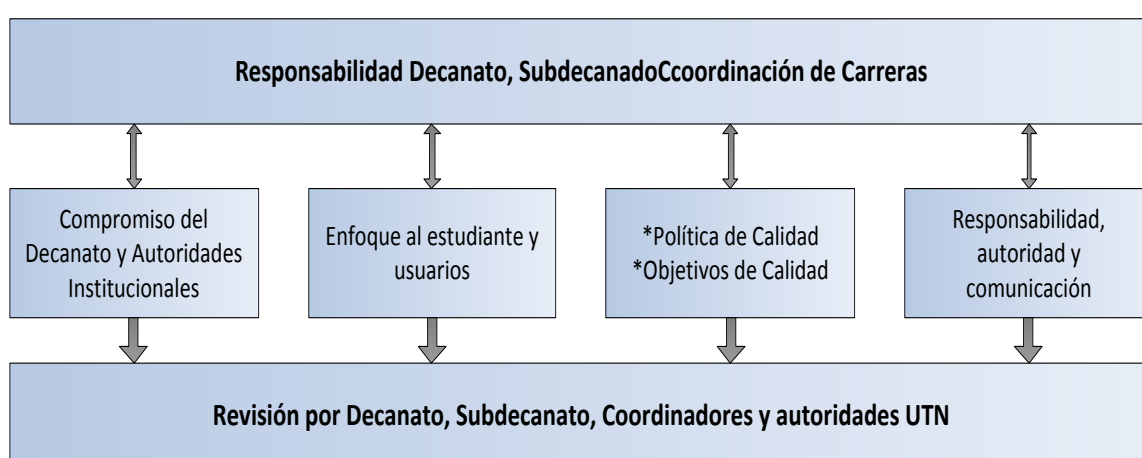 Responsabilidad Decanato, SubdecanadoCcoordinación de Carreras
Compromiso del
Decanato y Autoridades
Institucionales
Enfoque al estudiante y
usuarios
*Política de Calidad
*Objetivos de Calidad
Responsabilidad,
autoridad y
comunicación
Revisión por Decanato, Subdecanato, Coordinadores y autoridades UTN